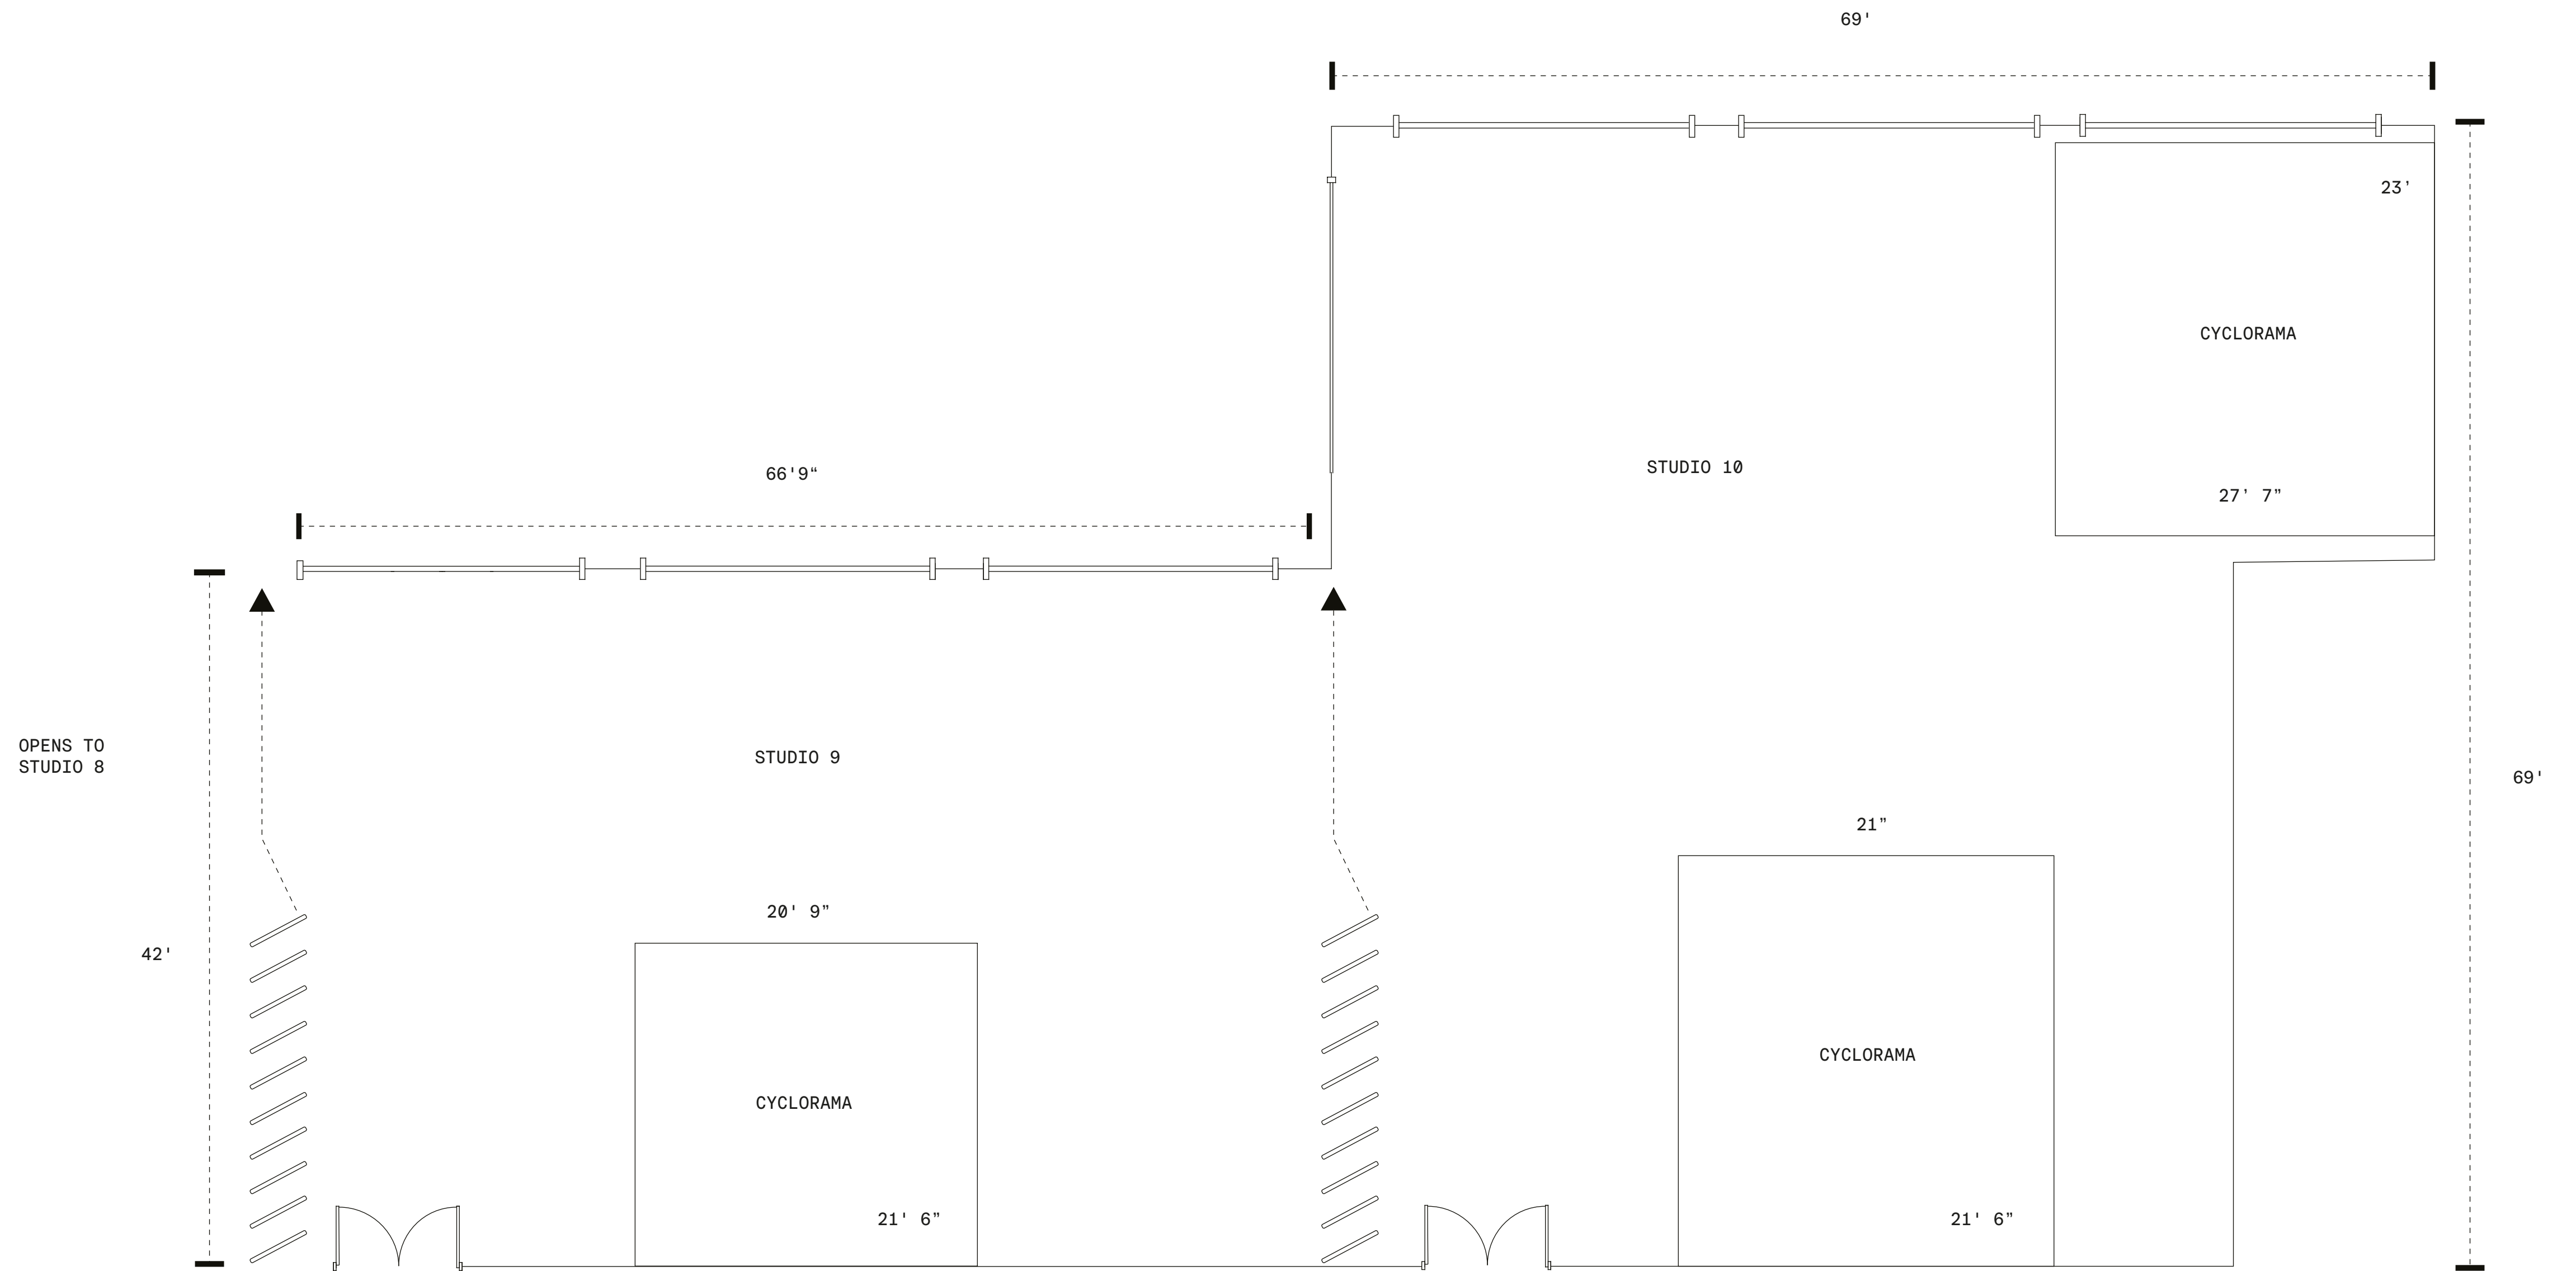 69'
23’
CYCLORAMA
66'9“
STUDIO 10
27’ 7”
OPENS TO
STUDIO 8
STUDIO 9
69'
21”
20' 9”
42'
CYCLORAMA
CYCLORAMA
21' 6”
21' 6”